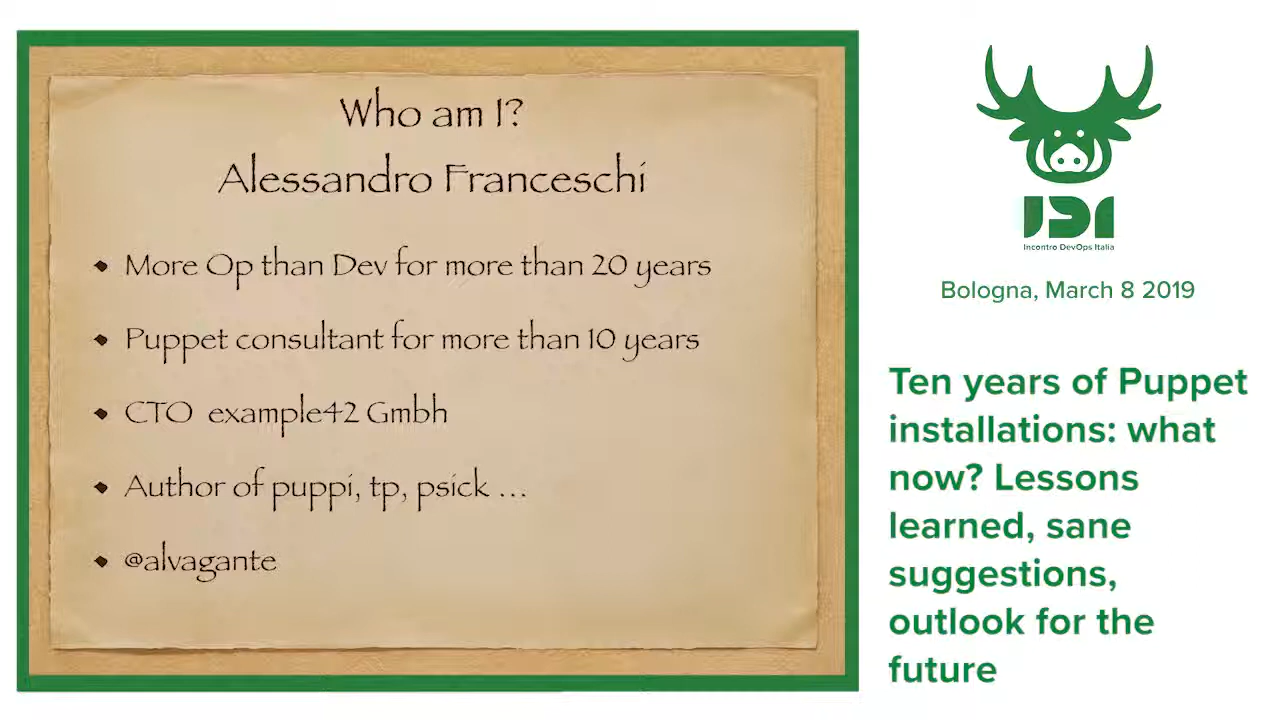 Who am I?
Alessandro Franceschi
More Op than Dev for more than 20 years
Puppet consultant for more than 10 years
CTO example42 Gmbh
Author of puppi, tp, psick ...
@alvagante
IDI
Incontro DevOps Italia
Bologna, March 8 2019
Ten years of Puppet
installations: what
now? Lessons
learned, sane
suggestions,
outlook for the
future